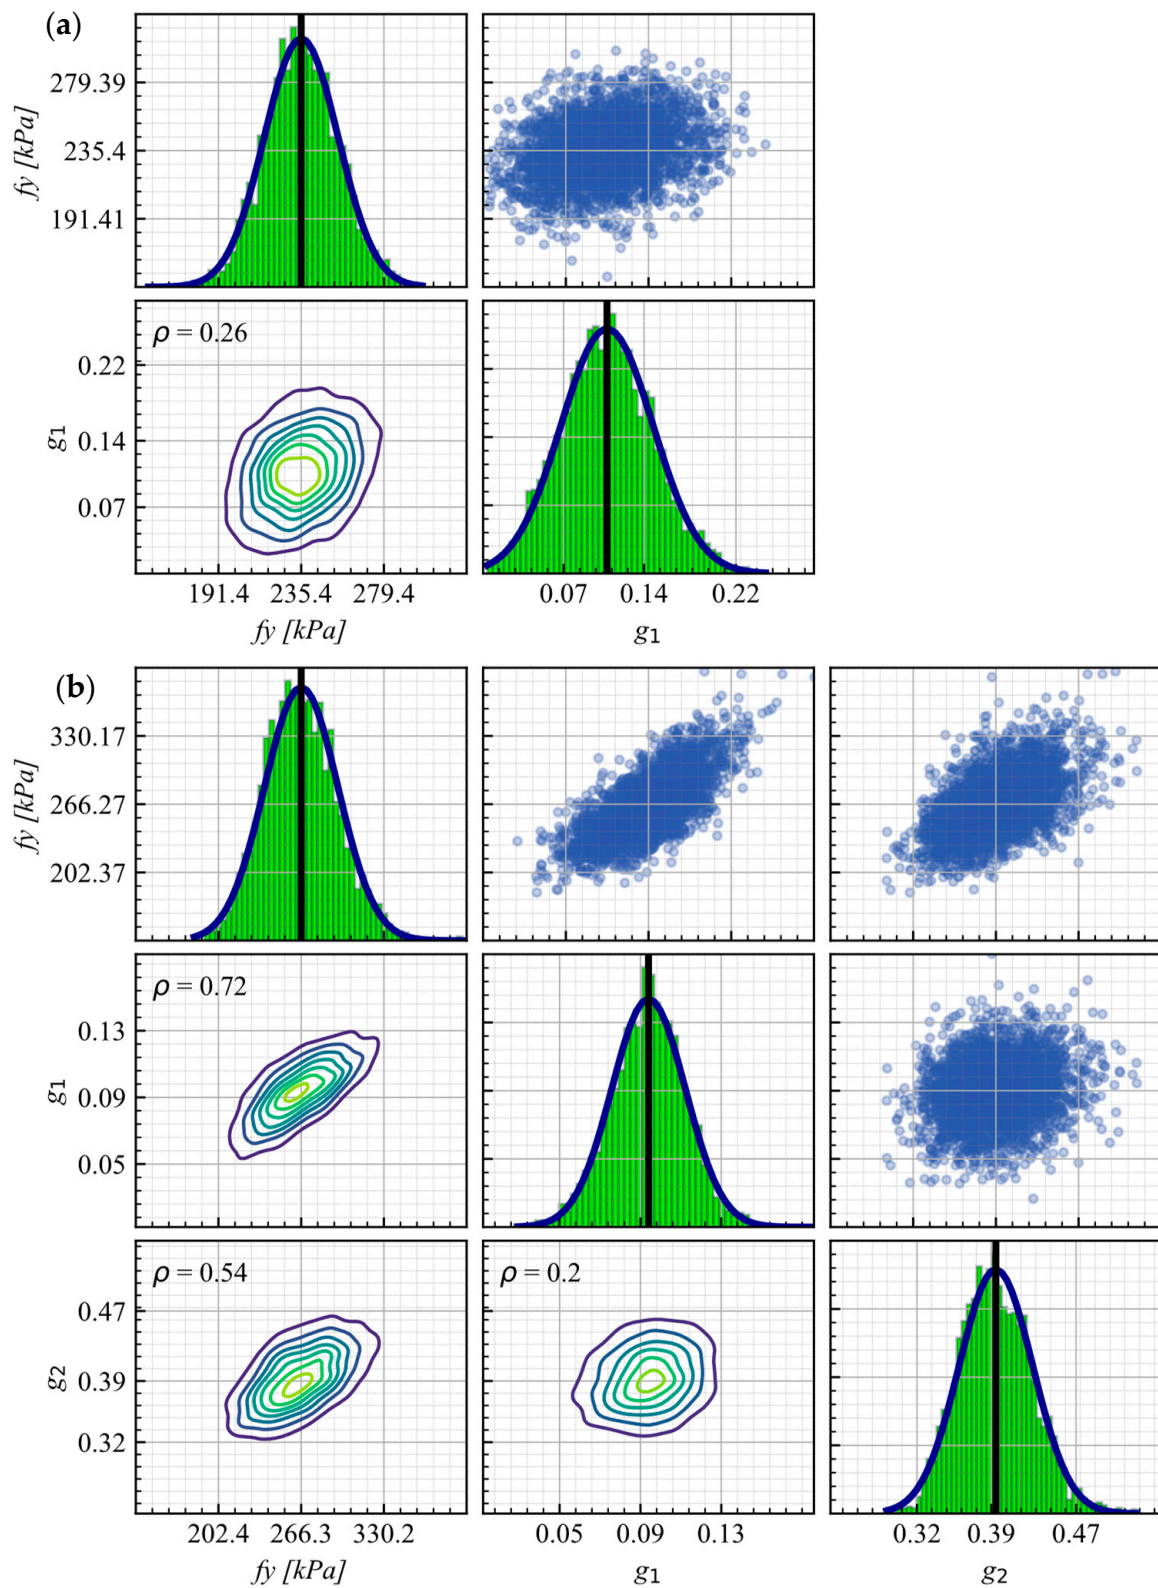 (a)
279.39
235.4
191.41
fy [kPa]
ρ = 0.26
0.22
0.14
0.07
g1
191.4 235.4 279.4
fy [kPa]
0.07 0.14 0.22
g1
(b)
330.17
266.27
202.37
fy [kPa]
ρ = 0.72
0.13
0.09
0.05
g1
ρ = 0.54
ρ = 0.2
0.47
0.39
0.32
g2
202.4 266.3 330.2
fy [kPa]
0.05 0.09 0.13
g1
0.32 0.39 0.47
g2